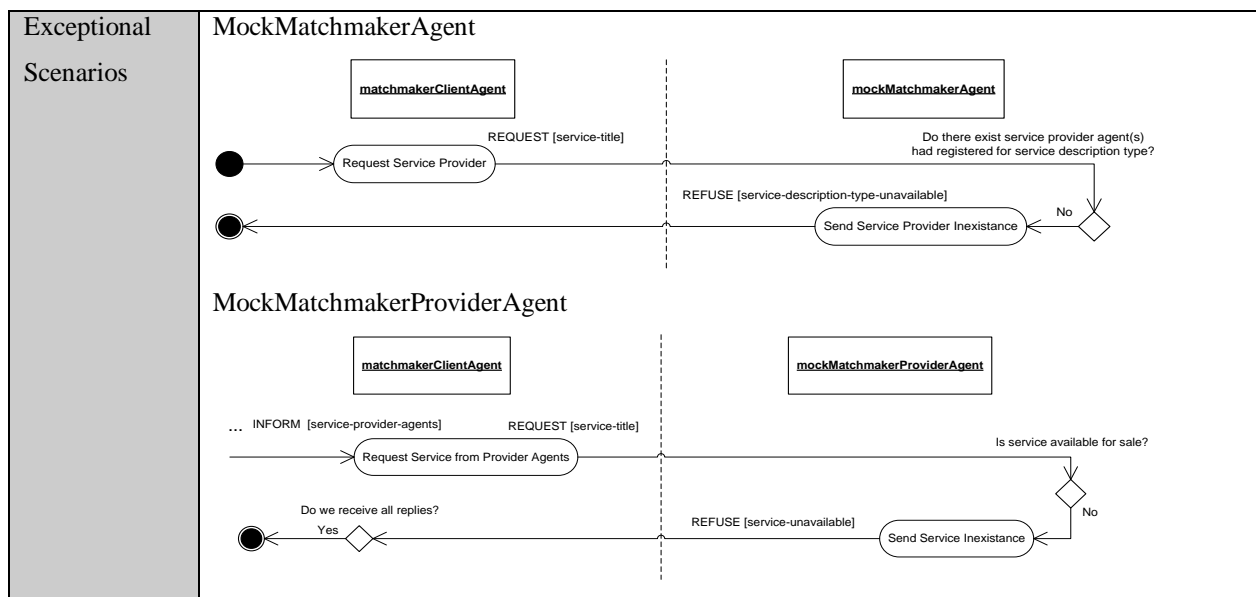 Exceptional
Scenarios
MockMatchmakerAgent
matchmakerClientAgent
mockMatchmakerAgent
REQUEST [service-title]
Do there exist service provider agent(s)
had registered for service description type?
Request Service Provider
REFUSE [service-description-type-unavailable]
No
Send Service Provider Inexistance
MockMatchmakerProviderAgent
matchmakerClientAgent
mockMatchmakerProviderAgent
... INFORM [service-provider-agents]
REQUEST [service-title]
Is service available for sale?
Request Service from Provider Agents
Do we receive all replies?
Yes
REFUSE [service-unavailable]
No
Send Service Inexistance